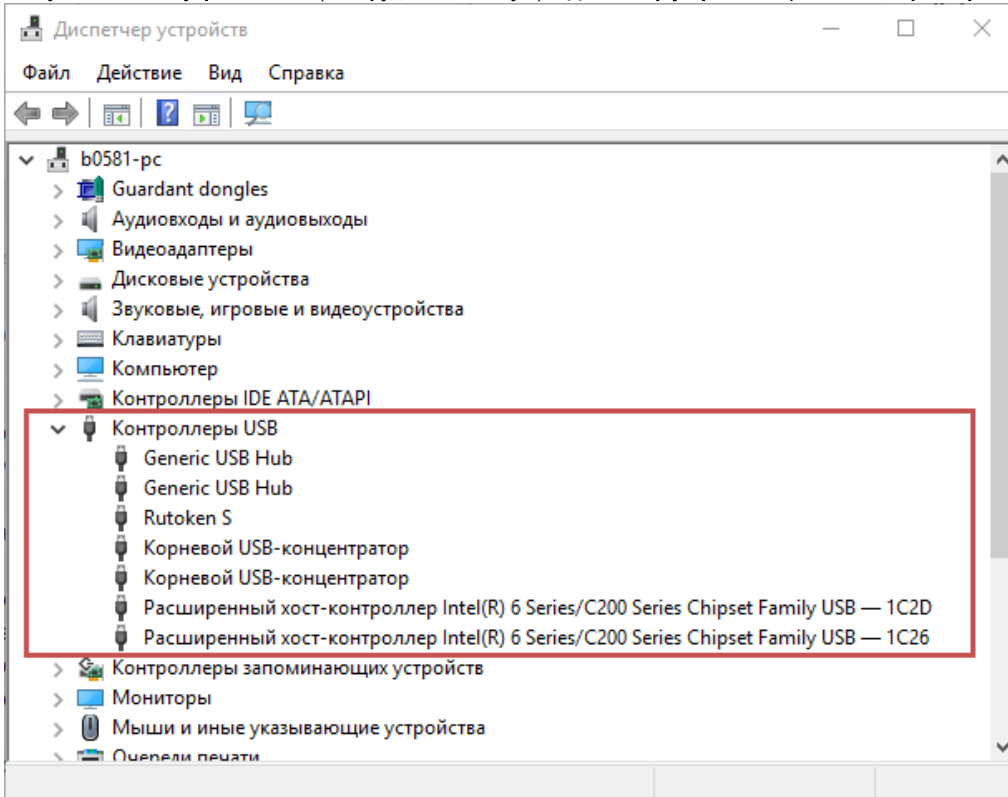 Диспетчер устройств
Файл Действие Вид Справка
b0581-pc
Guardant dongles
Аудиовходы и аудиовыходы
Видеоадаптеры
Дисковые устройства
Звуковые, игровые и видеоустройства
Клавиатуры
Компьютер
Контроллеры IDE ATA/ATAPI
Контроллеры USB
Generic USB Hub
Generic USB Hub
Rutoken S
Корневой USB-концентратор
Корневой USB-концентратор
Расширенный хост-контроллер Intel(R) 6 Series/C200 Series Chipset Family USB — 1C2D
Расширенный хост-контроллер Intel(R) 6 Series/C200 Series Chipset Family USB — 1C26
Контроллеры запоминающих устройств
Мониторы
Мыши и иные указывающие устройства
Очереди печати